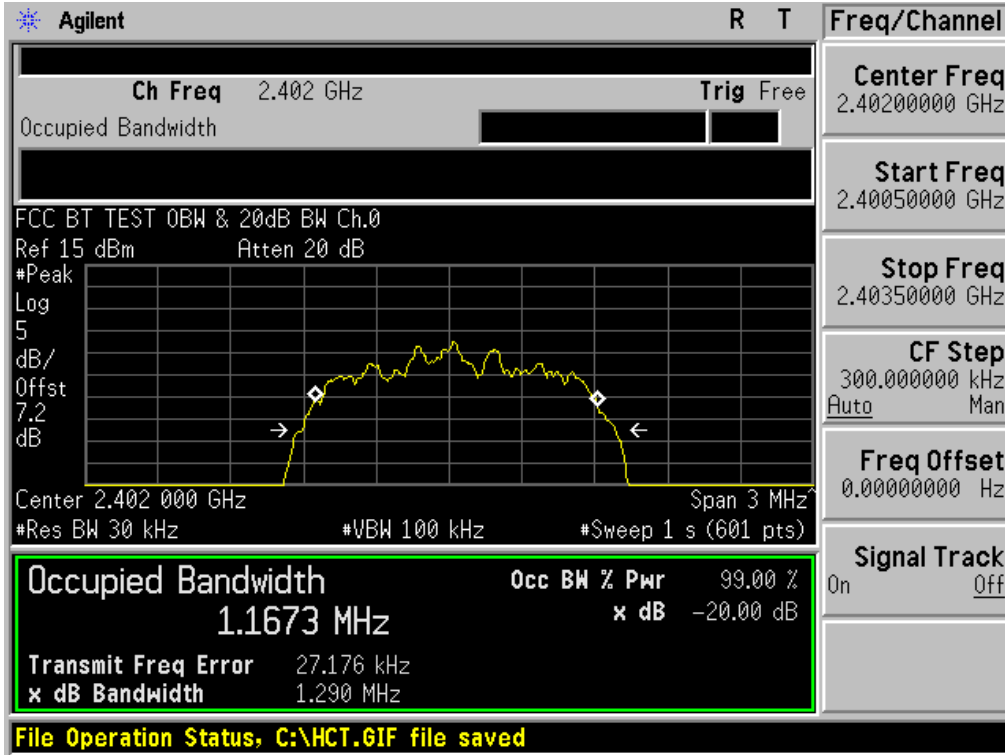 Agilent R T
Ch Freq 2.402 GHz Trig Free
Occupied Bandwidth
FCC BT TEST OBW & 20dB BW Ch.0
Ref 15 dBm Atten 20 dB
#Peak
Log
5
dB/
Offst
7.2
dB
Center 2.402 000 GHz Span 3 MHz^
#Res BW 30 kHz #VBW 100 kHz #Sweep 1 s (601 pts)
Occupied Bandwidth Occ BW % Pwr 99.00 %
1.1673 MHz x dB -20.00 dB
Transmit Freq Error 27.176 kHz
x dB Bandwidth 1.290 MHz
File Operation Status, C:\HCT.GIF file saved
Freq/Channel
Center Freq
2.40200000 GHz
Start Freq
2.40050000 GHz
Stop Freq
2.40350000 GHz
CF Step
300.000000 kHz
Auto Man
Freq Offset
0.00000000 Hz
Signal Track
On Off